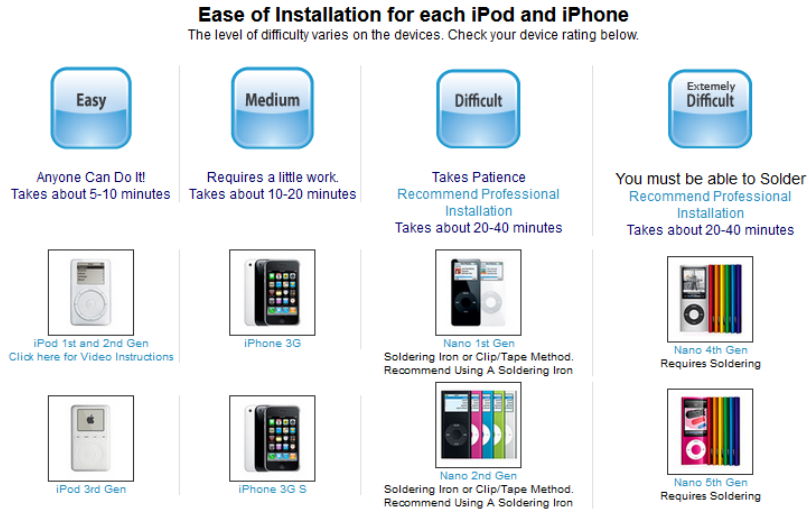 Ease of Installation for each iPod and iPhone
The level of difficulty varies on the devices. Check your device rating below.
Easy
Anyone Can Do It!
Takes about 5-10 minutes
Medium
Requires a little work.
Takes about 10-20 minutes
Difficult
Takes Patience
Recommend Professional
Installation
Takes about 20-40 minutes
Extemely
Difficult
You must be able to Solder
Recommend Professional
Installation
Takes about 20-40 minutes
iPod 1st and 2nd Gen
Click here for Video Instructions
iPhone 3G
Nano 1st Gen
Soldering Iron or Clip/Tape Method.
Recommend Using A Soldering Iron
Nano 4th Gen
Requires Soldering
iPod 3rd Gen
iPhone 3G S
Nano 2nd Gen
Soldering Iron or Clip/Tape Method.
Recommend Using A Soldering Iron
Nano 5th Gen
Requires Soldering